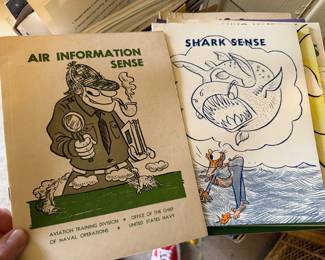 AIR INFORMATION
SENSE
AVIATION TRAINING DIVISION • OFFICE OF THE CHIEF
OF NAVAL OPERATIONS • UNITED STATES NAVY
SHARK SENSE